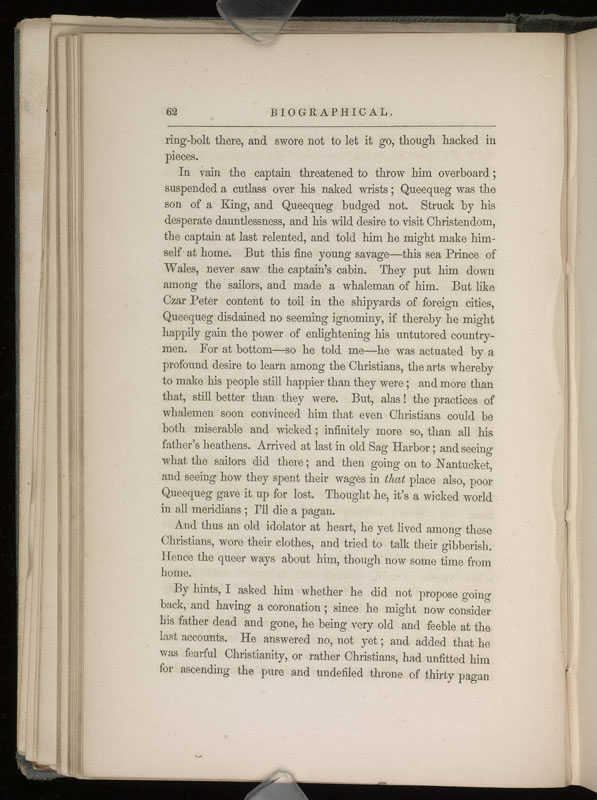 62 BIOGRAPHICAL.
ring-bolt there, and swore not to let it go, though hacked in
pieces.
In vain the captain threatened to throw him overboard;
suspended a cutlass over his naked wrists; Queequeg was the
son of a King, and Queequeg budged not. Struck by his
desperate dauntlessness, and his wild desire to visit Christendom,
the captain at last relented, and told him he might make him-
self at home. But this fine young savage—this sea Prince of
Wales, never saw the captain's cabin. They put him down
among the sailors, and made a whaleman of him. But like
Czar Peter content to toil in the shipyards of foreign cities,
Queequeg disdained no seeming ignominy, if thereby he might
happily gain the power of enlightening his untutored country-
men. For at bottom—so he told me—he was actuated by a
profound desire to learn among the Christians, the arts whereby
to make his people still happier than they were; and more than
that, still better than they were. But, alas! the practices of
whalemen soon convinced him that even Christians could be
both miserable and wicked; infinitely more so, than all his
father's heathens. Arrived at last in old Sag Harbor; and seeing
what the sailors did there; and then going on to Nantucket,
and seeing how they spent their wages in that place also, poor
Queequeg gave it up for lost. Thought he, it's a wicked world
in all meridians; I'll die a pagan.
And thus an old idolator at heart, he yet lived among these
Christians, wore their clothes, and tried to talk their gibberish.
Hence the queer ways about him, though now some time from
home.
By hints, I asked him whether he did not propose going
back, and having a coronation; since he might now consider
his father dead and gone, he being very old and feeble at the
last accounts. He answered no, not yet; and added that he
was fearful Christianity, or rather Christians, had unfitted him
for ascending the pure and undefiled throne of thirty pagan